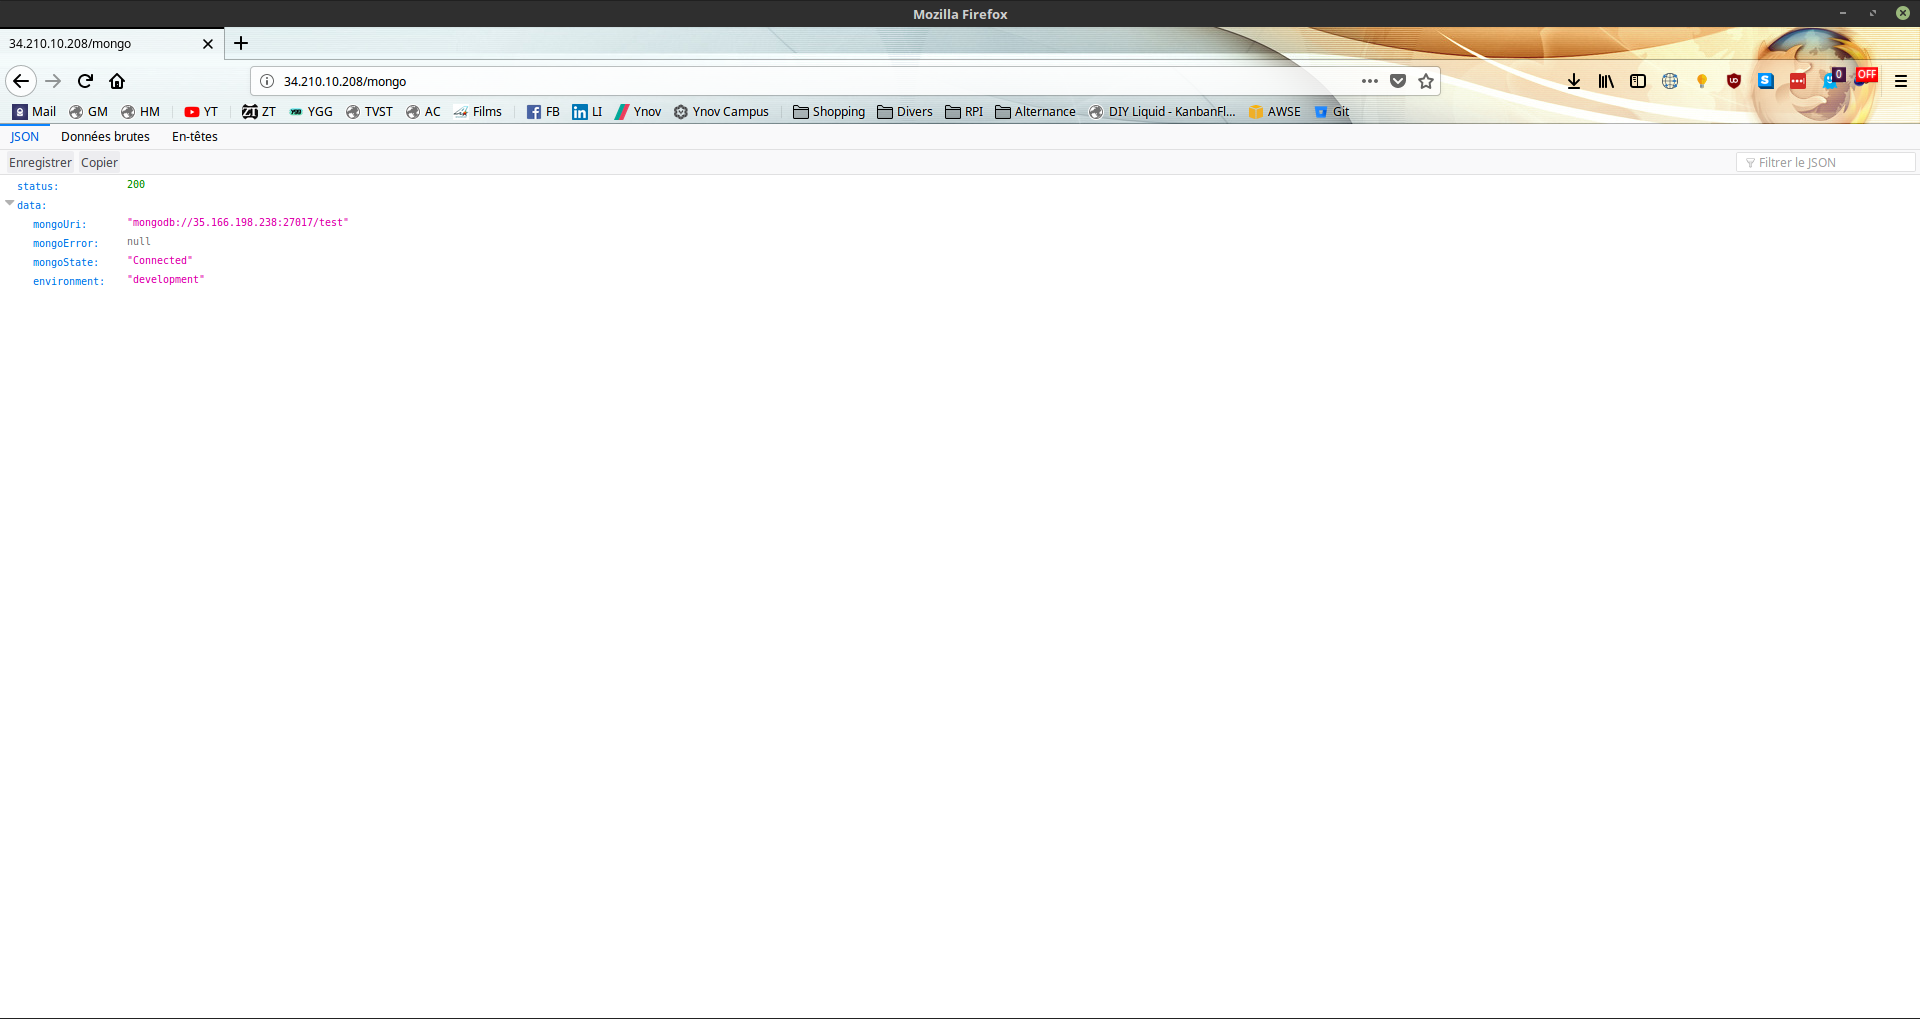 Mozilla Firefox
34.210.10.208/mongo
34.210.10.208/mongo
0 OFF
Mail GM HM YT ZT YGG TVST AC Films FB LI Ynov Ynov Campus Shopping Divers RPI Alternance DIY Liquid - KanbanFl... AWSE Git
JSON Données brutes En-têtes
Enregistrer Copier Filtrer le JSON
status: 200
data:
mongoUri: "mongodb://35.166.198.238:27017/test"
mongoError: null
mongoState: "Connected"
environment: "development"